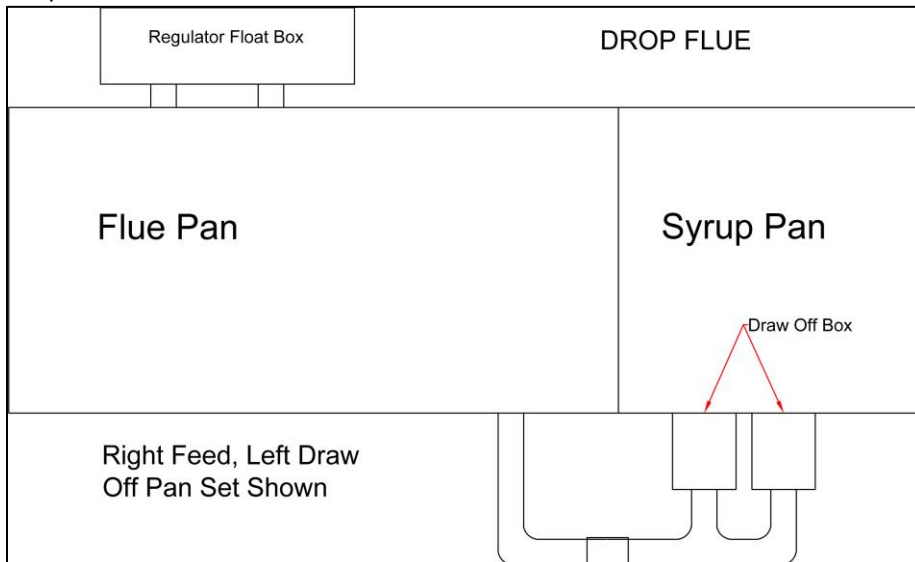 Regulator Float Box
DROP FLUE
Flue Pan
Syrup Pan
Draw Off Box
Right Feed, Left Draw
Off Pan Set Shown